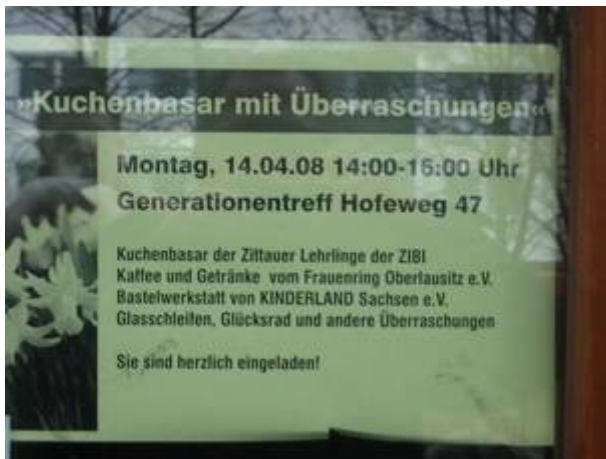 »Kuchenbasar mit Überraschungen«
Montag, 14.04.08 14:00-16:00 Uhr
Generationentreff Hofeweg 47
Kuchenbasar der Zittauer Lehrlinge der ZIBI
Kaffee und Getränke vom Frauenring Oberlausitz e.V.
Bastelwerkstatt von KINDERLAND Sachsen e.V.
Glasschleifen, Glücksrad und andere Überraschungen
Sie sind herzlich eingeladen!